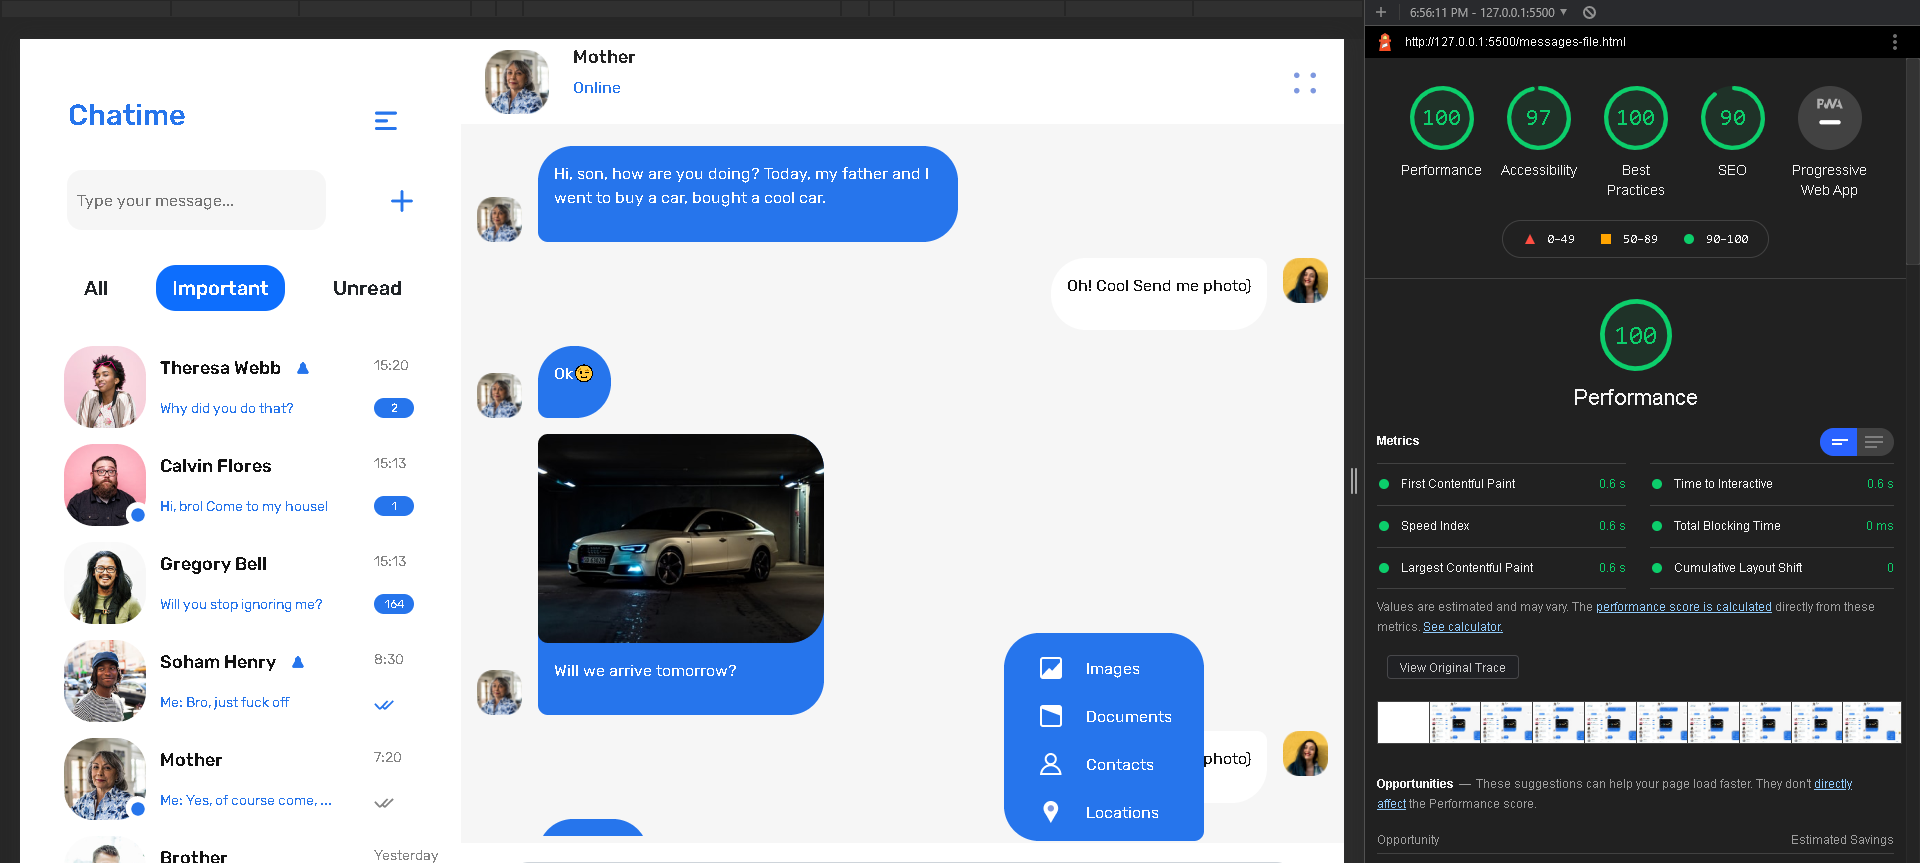 Chatime
Type your message...
All
Important
Unread
Theresa Webb
15:20
Why did you do that?
2
Calvin Flores
15:13
Hi, bro! Come to my house!
1
Gregory Bell
15:13
Will you stop ignoring me?
164
Soham Henry
8:30
Me: Bro, just fuck off
Mother
7:20
Me: Yes, of course come, ...
Brother
Yesterday
Mother
Online
Hi, son, how are you doing? Today, my father and I
went to buy a car, bought a cool car.
Oh! Cool Send me photo)
Ok😉
Will we arrive tomorrow?
photo)
Images
Documents
Contacts
Locations
6:56:11 PM - 127.0.0.1:5500
http://127.0.0.1:5500/messages-file.html
100
Performance
97
Accessibility
100
Best
Practices
90
SEO
PWA
Progressive
Web App
0–49
50–89
90–100
100
Performance
Metrics
First Contentful Paint
0.6 s
Time to Interactive
0.6 s
Speed Index
0.6 s
Total Blocking Time
0 ms
Largest Contentful Paint
0.6 s
Cumulative Layout Shift
0
Values are estimated and may vary. The performance score is calculated directly from these
metrics. See calculator.
View Original Trace
Opportunities — These suggestions can help your page load faster. They don't directly
affect the Performance score.
Opportunity
Estimated Savings